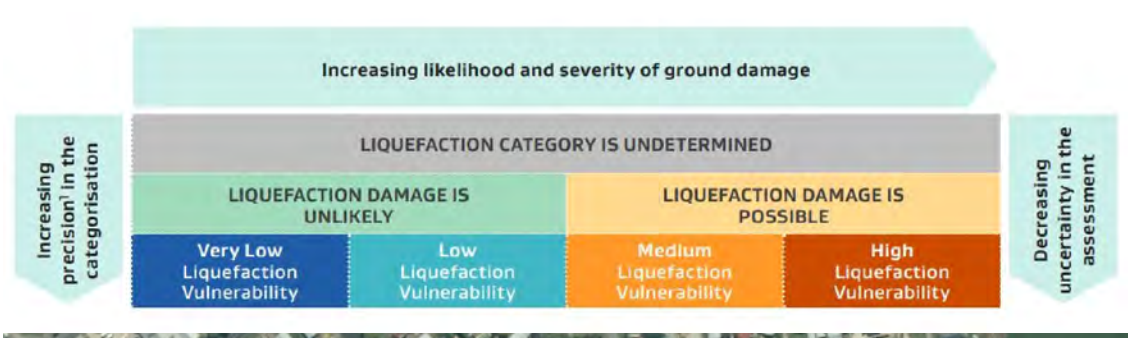 Increasing likelihood and severity of ground damage
Increasing
precision¹ in the
categorisation
LIQUEFACTION CATEGORY IS UNDETERMINED
LIQUEFACTION DAMAGE IS
UNLIKELY
LIQUEFACTION DAMAGE IS
POSSIBLE
Very Low
Liquefaction
Vulnerability
Low
Liquefaction
Vulnerability
Medium
Liquefaction
Vulnerability
High
Liquefaction
Vulnerability
Decreasing
uncertainty in the
assessment